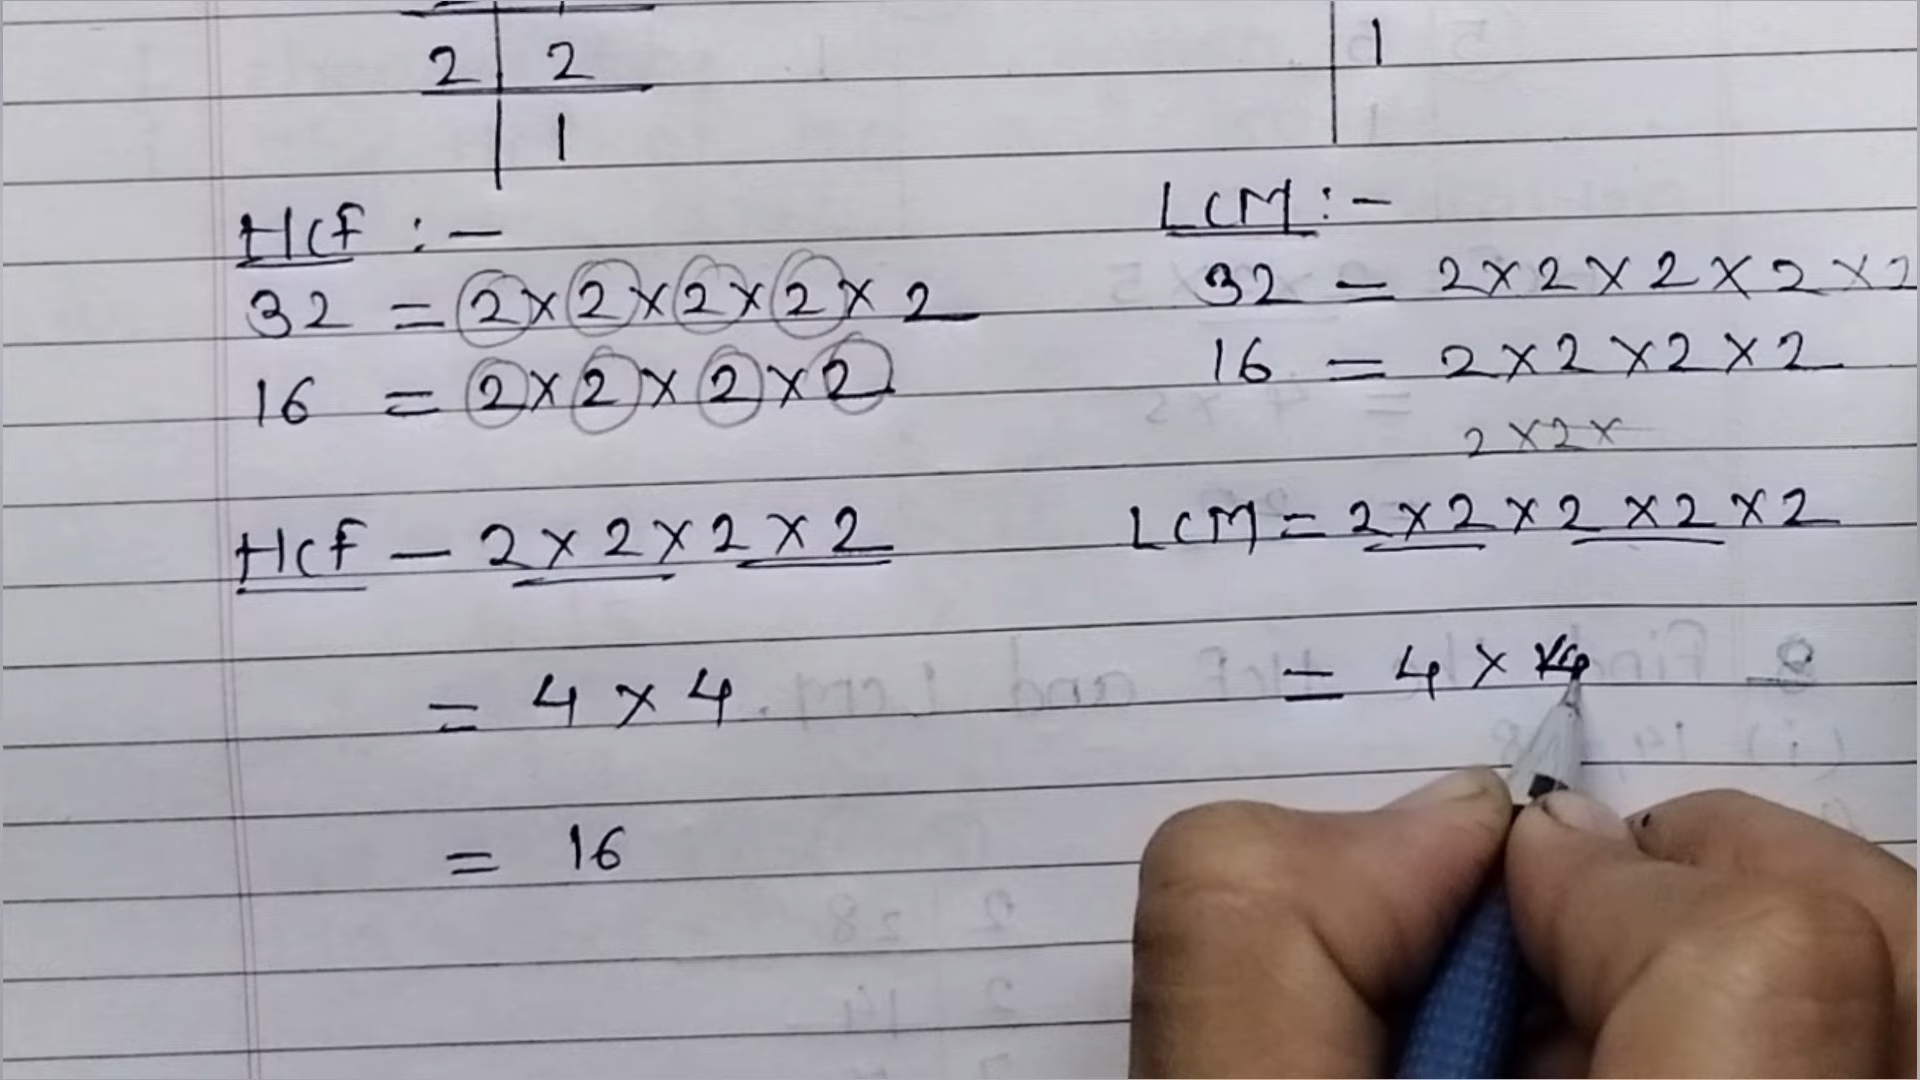 2 | 2
1
HCF :-
32 = 2×2×2×2×2
16 = 2×2×2×2
HCF - 2×2×2×2
= 4×4
= 16
1
LCM :-
32 = 2×2×2×2×2
16 = 2×2×2×2
2×2×
LCM = 2×2×2×2×2
= 4×4